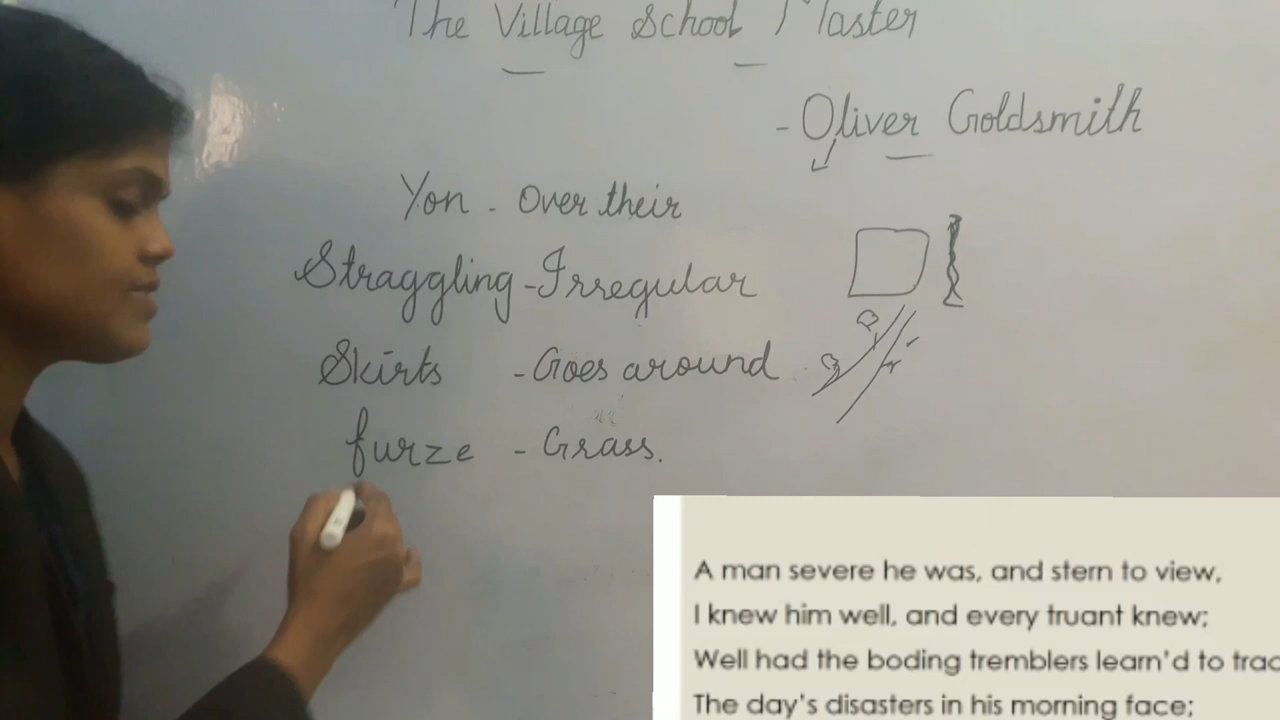 The Village School Master
- Oliver Goldsmith
Yon - Over their
Straggling - Irregular
Skirts - Goes around
furze - Grass.
A man severe he was, and stern to view,
I knew him well, and every truant knew;
Well had the boding tremblers learn'd to trac
The day's disasters in his morning face;